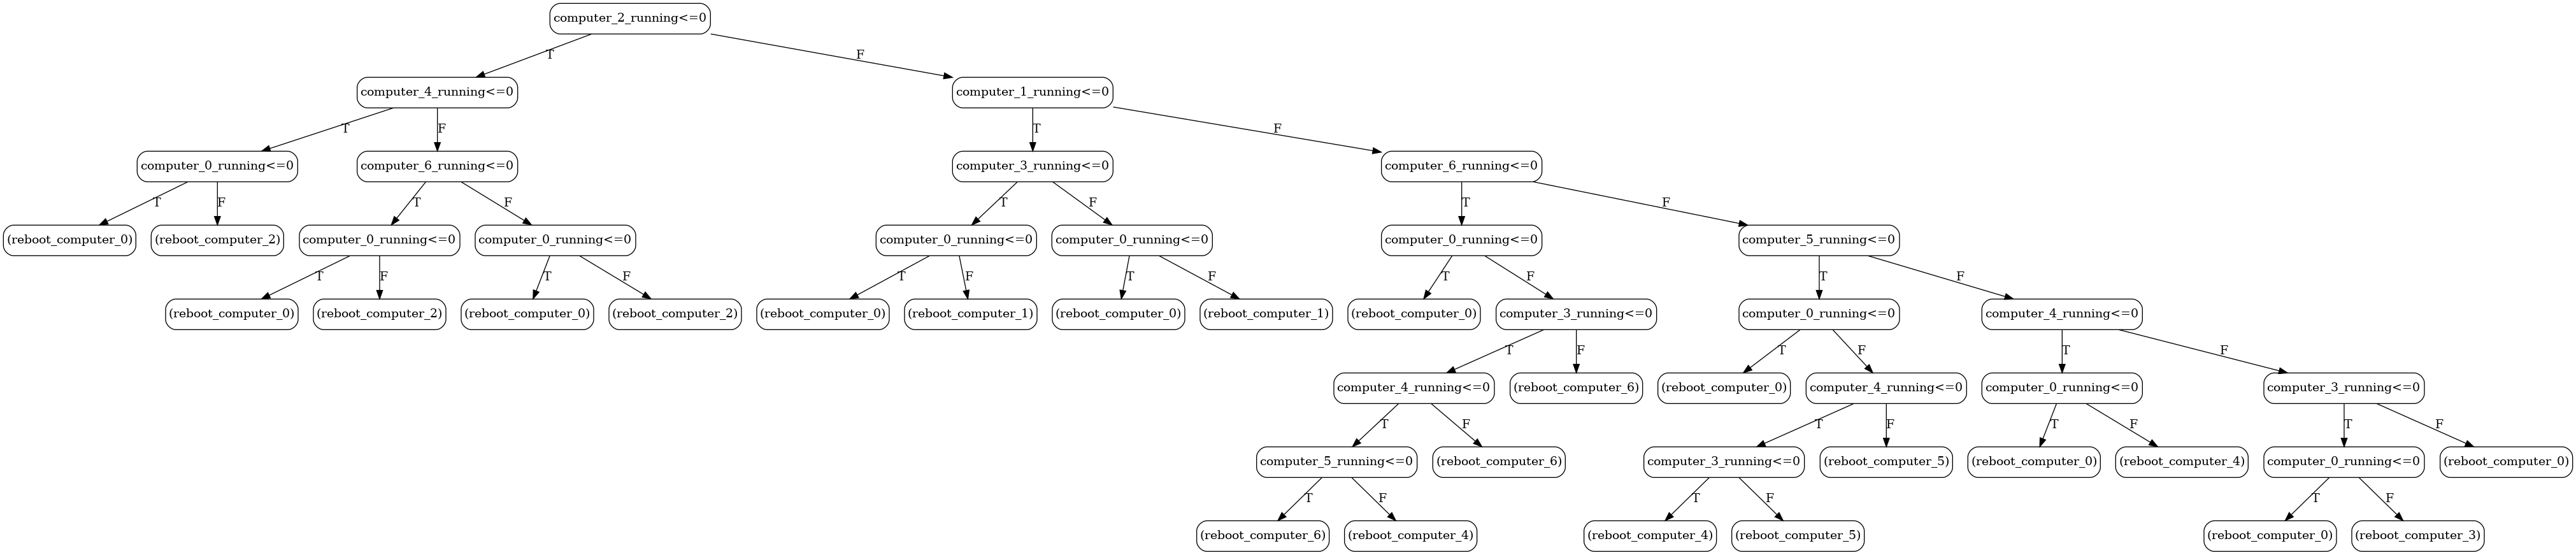 computer_2_running<=0
T
F
computer_4_running<=0
computer_1_running<=0
T
F
T
F
computer_0_running<=0
computer_6_running<=0
computer_3_running<=0
computer_6_running<=0
T
F
T
F
T
F
T
F
(reboot_computer_0)
(reboot_computer_2)
computer_0_running<=0
computer_0_running<=0
computer_0_running<=0
computer_0_running<=0
computer_0_running<=0
computer_5_running<=0
T
F
T
F
T
F
T
F
T
F
T
F
(reboot_computer_0)
(reboot_computer_2)
(reboot_computer_0)
(reboot_computer_2)
(reboot_computer_0)
(reboot_computer_1)
(reboot_computer_0)
(reboot_computer_1)
(reboot_computer_0)
computer_3_running<=0
computer_0_running<=0
computer_4_running<=0
T
F
T
F
T
F
computer_4_running<=0
(reboot_computer_6)
(reboot_computer_0)
computer_4_running<=0
computer_0_running<=0
computer_3_running<=0
T
F
T
F
T
F
T
F
computer_5_running<=0
(reboot_computer_6)
computer_3_running<=0
(reboot_computer_5)
(reboot_computer_0)
(reboot_computer_4)
computer_0_running<=0
(reboot_computer_0)
T
F
T
F
T
F
(reboot_computer_6)
(reboot_computer_4)
(reboot_computer_4)
(reboot_computer_5)
(reboot_computer_0)
(reboot_computer_3)